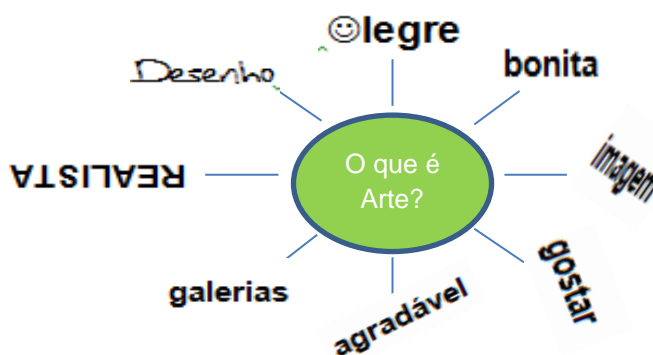 ☺legre
Desenho
bonita
O que é
Arte?
imagem
REALISTA
gostar
galerias
agradável